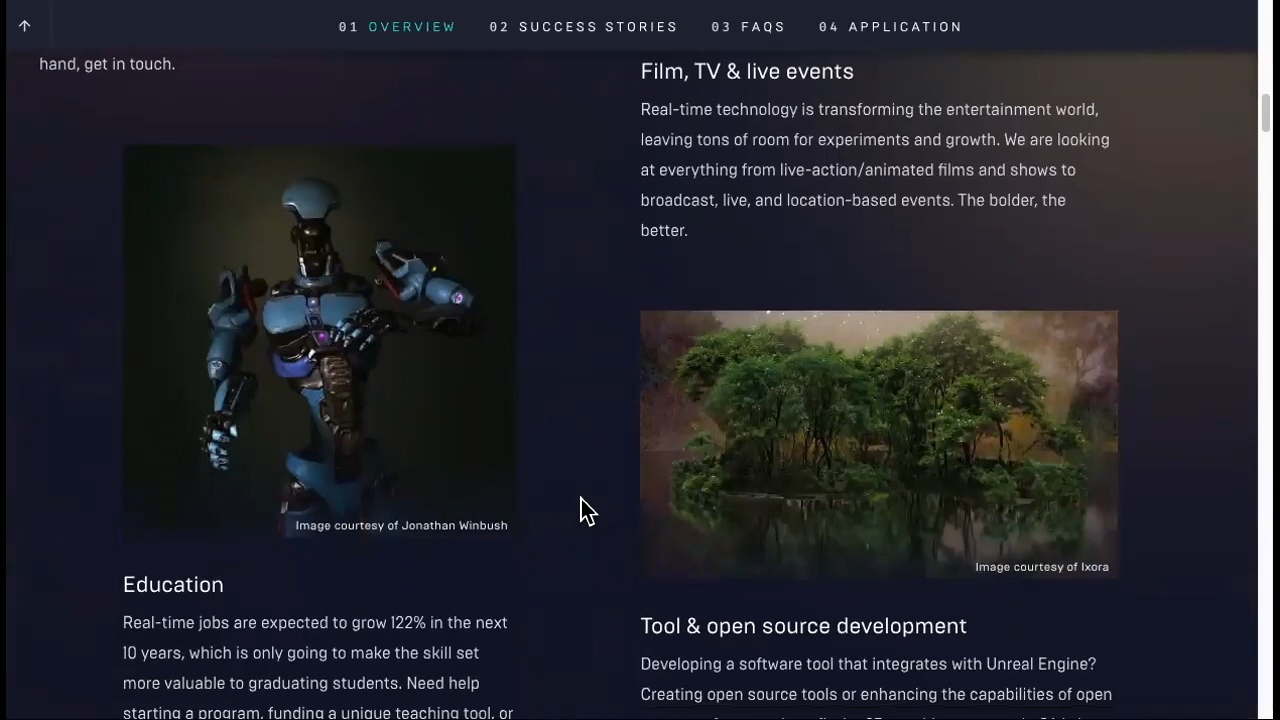 01 OVERVIEW 02 SUCCESS STORIES 03 FAQS 04 APPLICATION
hand, get in touch.
Image courtesy of Jonathan Winbush
Education
Real-time jobs are expected to grow 122% in the next
10 years, which is only going to make the skill set
more valuable to graduating students. Need help
starting a program, funding a unique teaching tool, or
Film, TV & live events
Real-time technology is transforming the entertainment world,
leaving tons of room for experiments and growth. We are looking
at everything from live-action/animated films and shows to
broadcast, live, and location-based events. The bolder, the
better.
Image courtesy of Ixora
Tool & open source development
Developing a software tool that integrates with Unreal Engine?
Creating open source tools or enhancing the capabilities of open